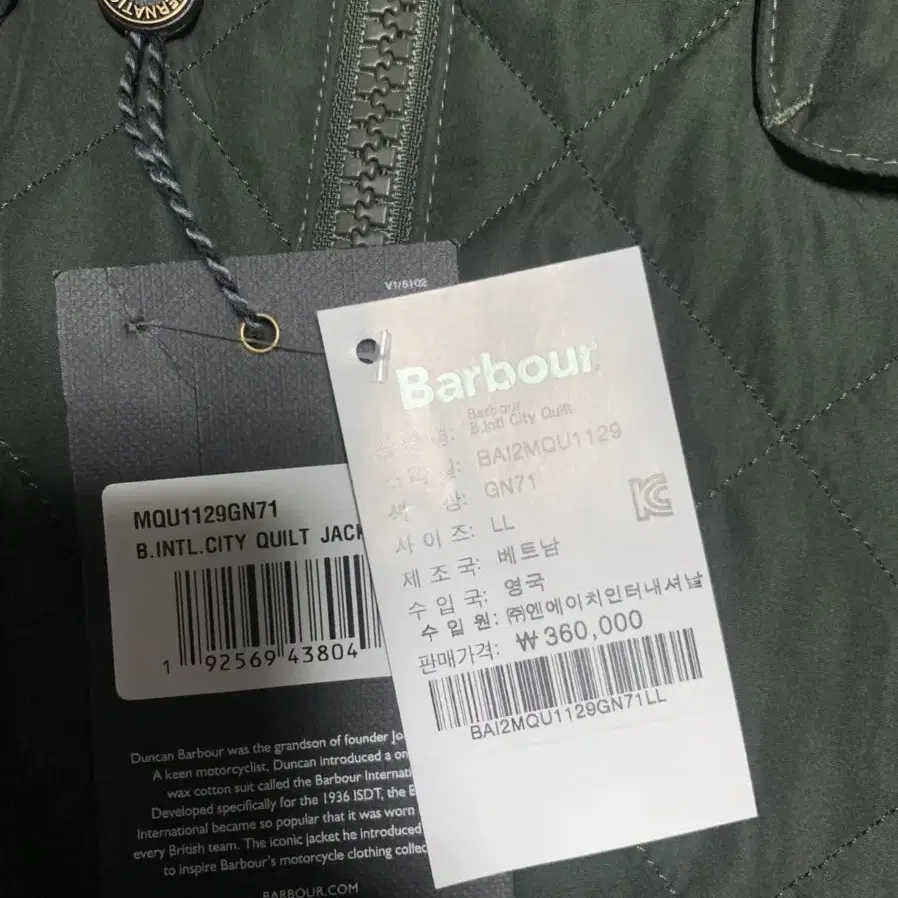 ERNATIO
V1/5102
MQU1129GN71
B.INTL.CITY QUILT JACK
1 92569 43804
Duncan Barbour was the grandson of founder Jo
A keen motorcyclist, Duncan introduced a on
wax cotton suit called the Barbour Internati
Developed specifically for the 1936 ISDT, the B
International became so popular that it was worn
every British team. The iconic jacket he introduced
to inspire Barbour's motorcycle clothing collec
BARBOUR.COM
Barbour
Barbour
B.Intl City Quilt
BAI2MQU1129
색 상: GN71
사 이 즈: LL
제 조 국: 베트남
수 입 국: 영국
수 입 원: ㈜엔에이치인터내셔날
판매가격: ₩ 360,000
BAI2MQU1129GN71LL